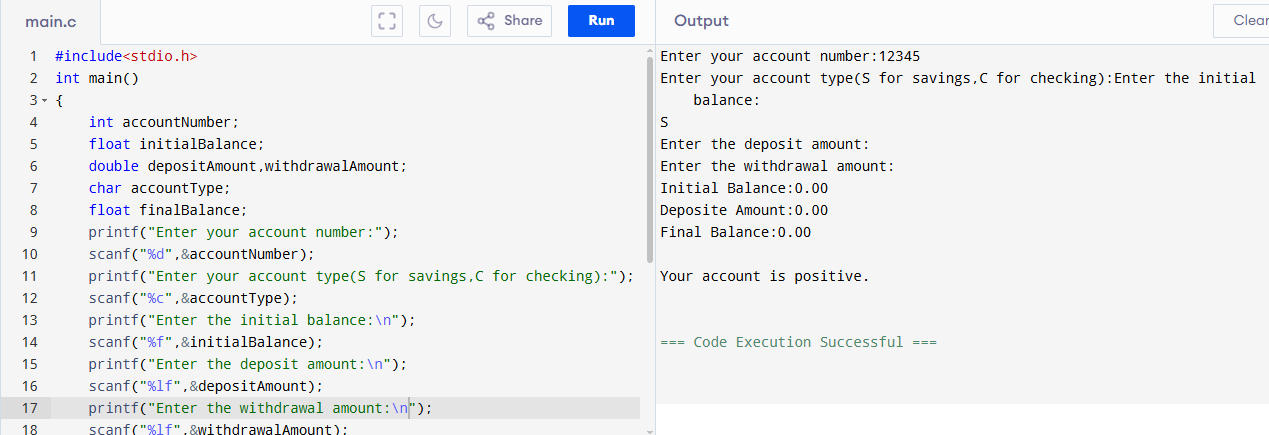 main.c
Share
Run
Output
Clear
1 #include<stdio.h>
2 int main()
3 {
4 int accountNumber;
5 float initialBalance;
6 double depositAmount,withdrawalAmount;
7 char accountType;
8 float finalBalance;
9 printf("Enter your account number:");
10 scanf("%d",&accountNumber);
11 printf("Enter your account type(S for savings,C for checking):");
12 scanf("%c",&accountType);
13 printf("Enter the initial balance:\n");
14 scanf("%f",&initialBalance);
15 printf("Enter the deposit amount:\n");
16 scanf("%lf",&depositAmount);
17 printf("Enter the withdrawal amount:\n");
18 scanf("%lf",&withdrawalAmount);
Enter your account number:12345
Enter your account type(S for savings,C for checking):Enter the initial
balance:
S
Enter the deposit amount:
Enter the withdrawal amount:
Initial Balance:0.00
Deposite Amount:0.00
Final Balance:0.00
Your account is positive.
=== Code Execution Successful ===